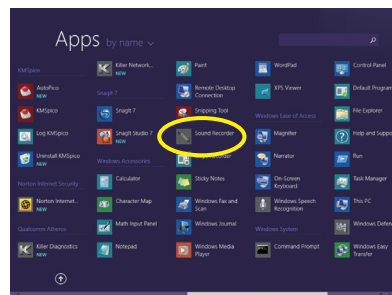 Apps by name
KMSpico
AutoPico
NEW
KMSpico
Log KMSpico
Uninstall KMSpico
Norton Internet Security
Norton Internet...
NEW
Qualcomm Atheros
Killer Diagnostics
NEW
Killer Network...
NEW
SnagIt 7
SnagIt 7
SnagIt Studio 7
NEW
Windows Accessories
Calculator
Character Map
Math Input Panel
Notepad
Paint
Remote Desktop
Connection
Snipping Tool
Sound Recorder
Sticky Notes
Windows Fax and
Scan
Windows Journal
Windows Media
Player
WordPad
XPS Viewer
Windows Ease of Access
Magnifier
Narrator
On-Screen
Keyboard
Windows Speech
Recognition
Windows System
Command Prompt
Control Panel
Default Program
File Explorer
Help and Suppo
Run
Task Manager
This PC
Windows Defen
Windows Easy
Transfer